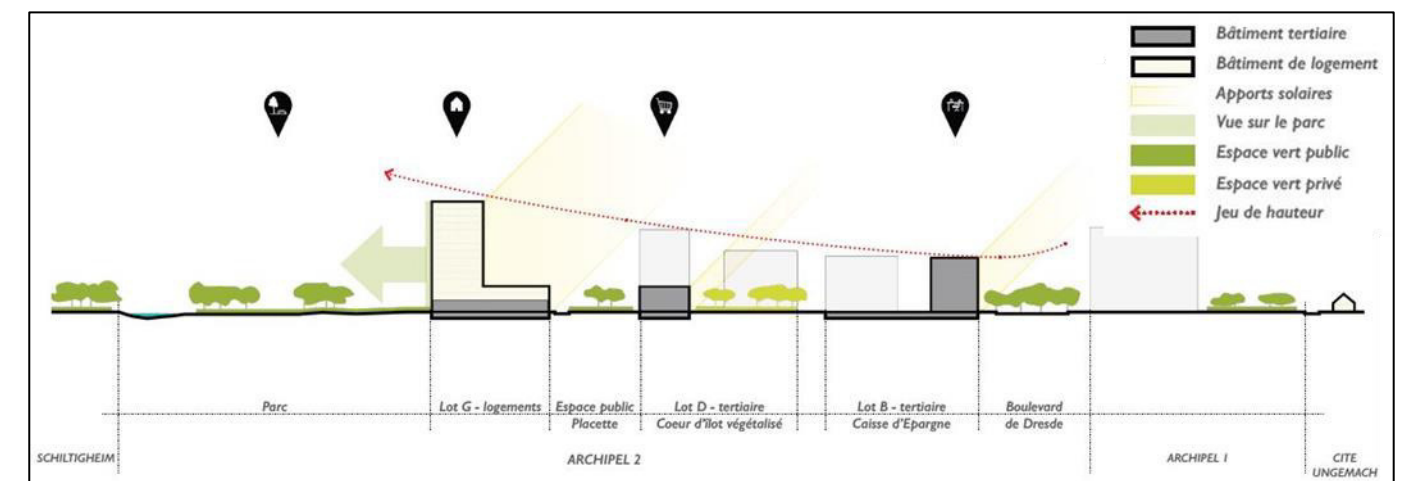 Bâtiment tertiaire
Bâtiment de logement
Apports solaires
Vue sur le parc
Espace vert public
Espace vert privé
Jeu de hauteur
Parc
Lot G - logements
Espace public
Placette
Lot D - tertiaire
Coeur d'îlot végétalisé
Lot B - tertiaire
Caisse d'Epargne
Boulevard
de Dresde
SCHILTIGHEIM
ARCHIPEL 2
ARCHIPEL 1
CITE
UNGEMACH